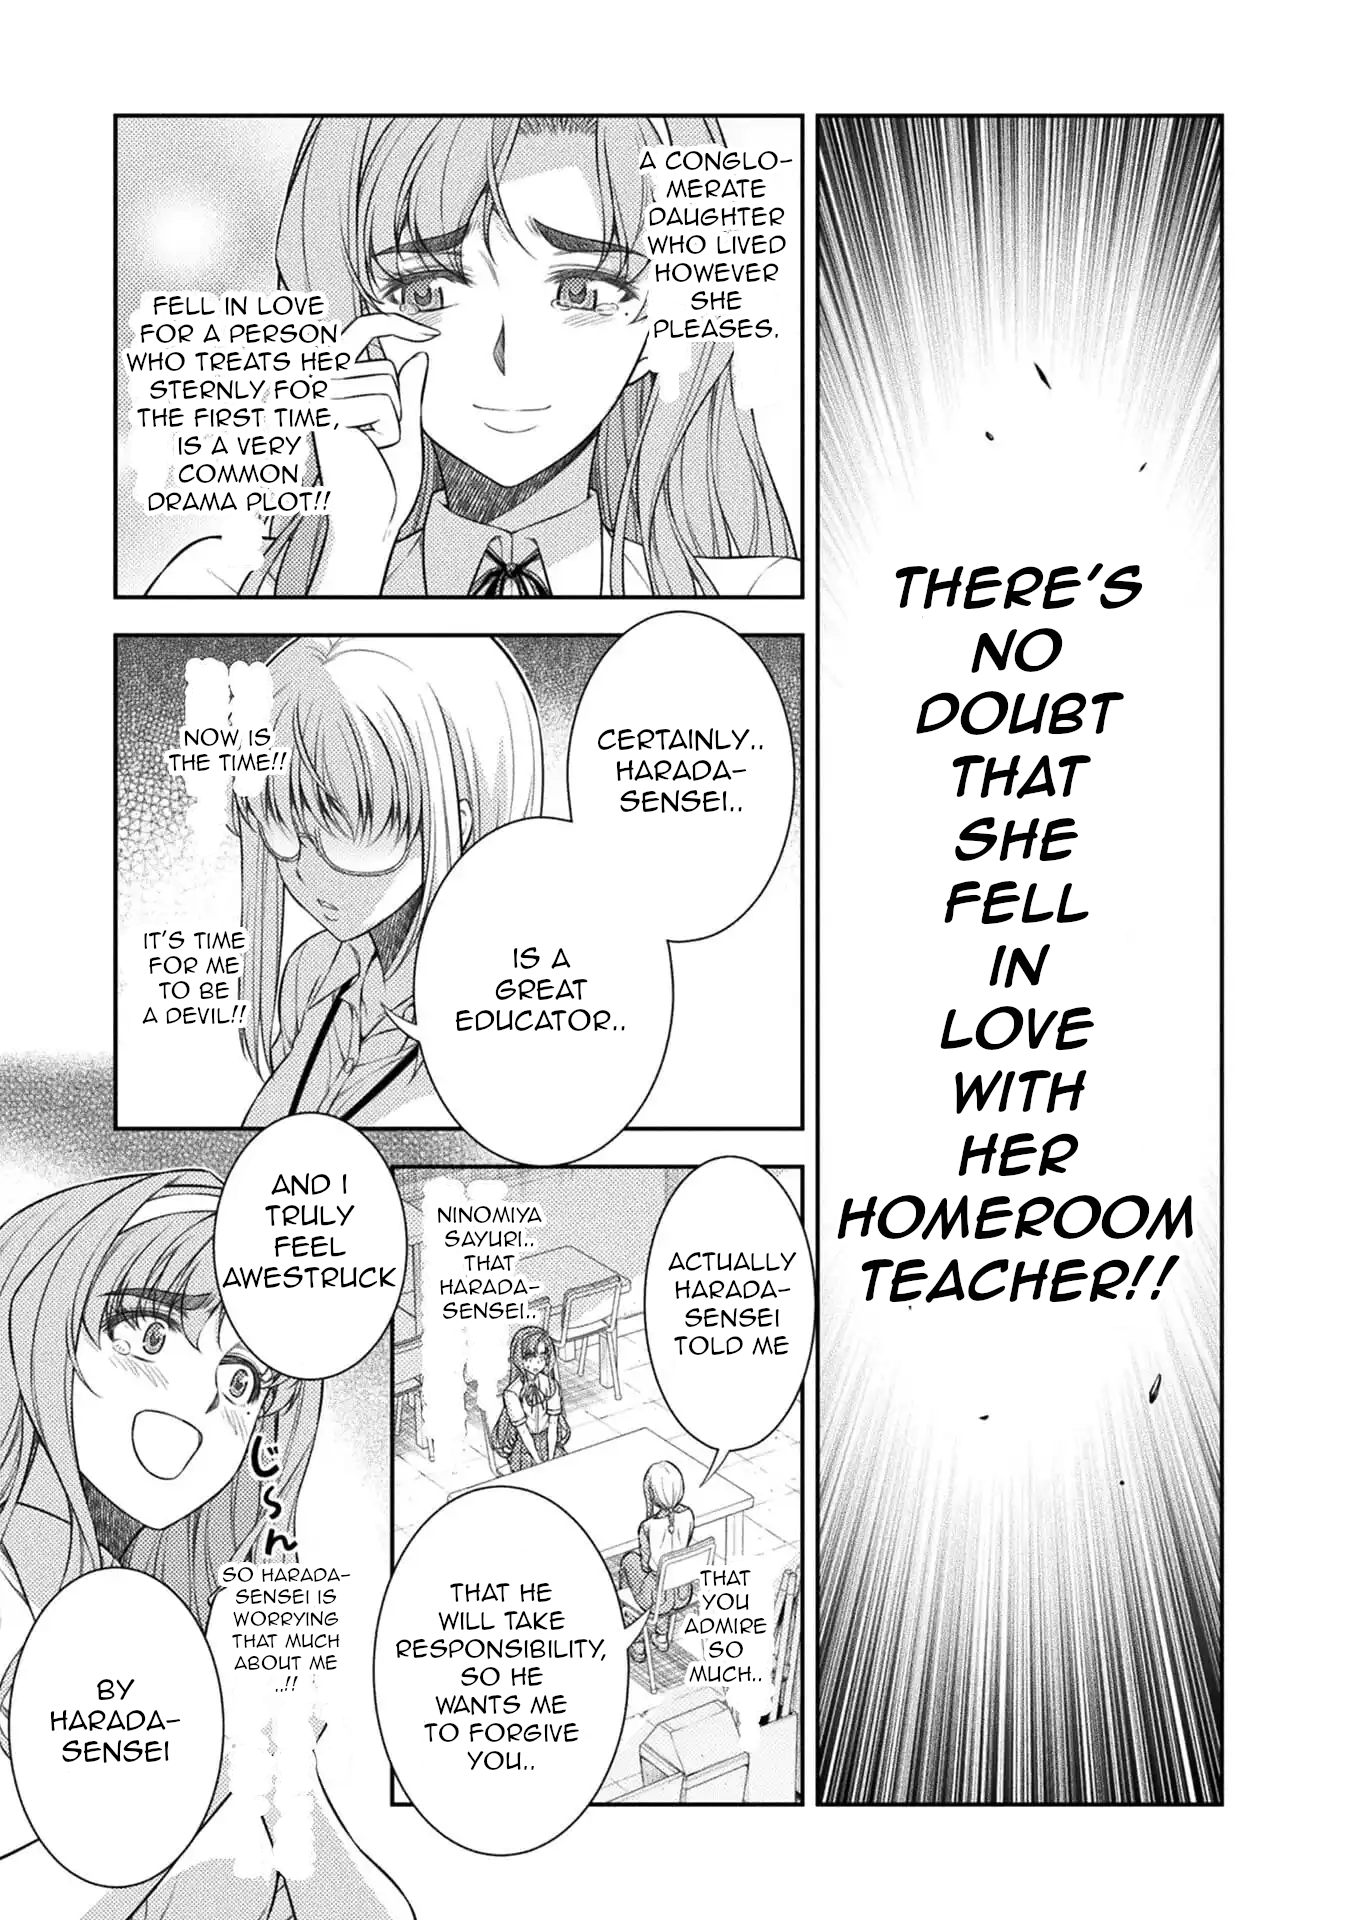 THERE'S
NO
DOUBT
THAT
SHE
FELL
IN
LOVE
WITH
HER
HOMEROOM
TEACHER!!
A CONGLO-
MERATE
DAUGHTER
WHO LIVED
HOWEVER
SHE
PLEASES.
FELL IN LOVE
FOR A PERSON
WHO TREATS HER
STERNLY FOR
THE FIRST TIME,
IS A VERY
COMMON
DRAMA PLOT!!
CERTAINLY..
HARADA-
SENSEI..
IS A
GREAT
EDUCATOR..
NOW IS
THE TIME!!
IT'S TIME
FOR ME
TO BE
A DEVIL!!
ACTUALLY
HARADA-
SENSEI
TOLD ME
NINOMIYA
SAYURI..
THAT
HARADA-
SENSEI..
THAT HE
WILL TAKE
RESPONSIBILITY,
SO HE
WANTS ME
TO FORGIVE
YOU..
THAT
YOU
ADMIRE
SO
MUCH..
AND I
TRULY
FEEL
AWESTRUCK
じ～ん
SO HARADA-
SENSEI IS
WORRYING
THAT MUCH
ABOUT ME
..!!
BY
HARADA-
SENSEI